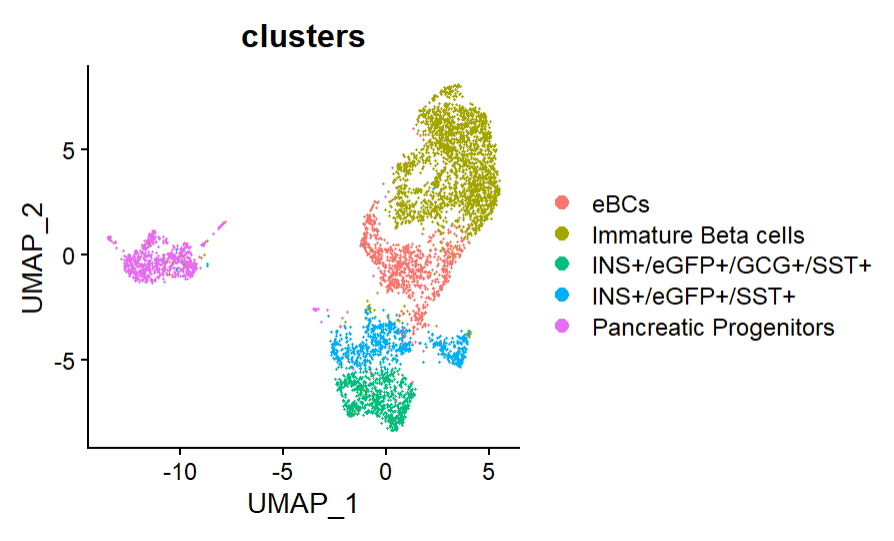 clusters
UMAP_2
5
0
-5
-10
-5
0
5
UMAP_1
eBCs
Immature Beta cells
INS+/eGFP+/GCG+/SST+
INS+/eGFP+/SST+
Pancreatic Progenitors